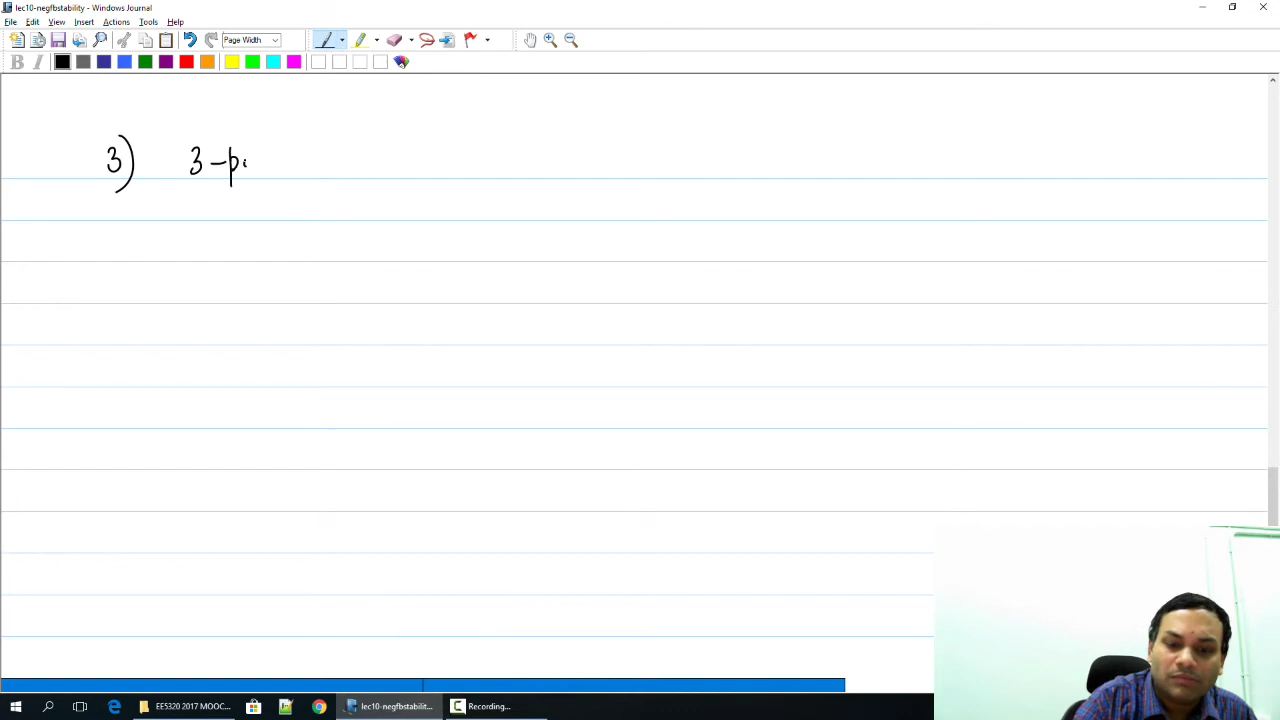 lec10-negfbstability - Windows Journal
File Edit View Insert Actions Tools Help
Page Width
B I
3) 3-p
EE5320 2017 MOOC... lec10-negfbstabilit... Recording...